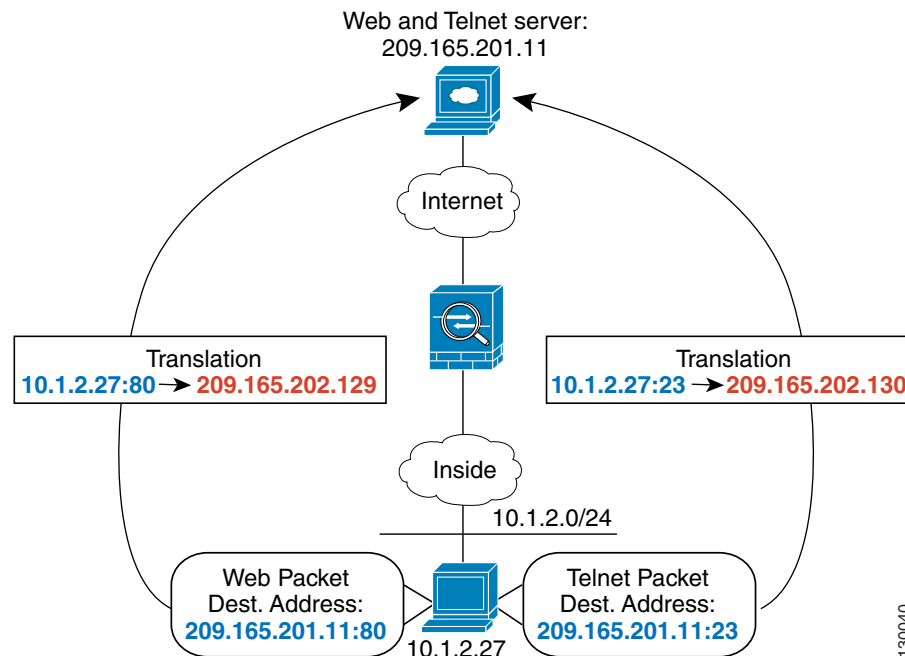 Web and Telnet server:
209.165.201.11
Internet
Translation
10.1.2.27:80 209.165.202.129
Translation
10.1.2.27:23 209.165.202.130
Inside
10.1.2.0/24
Web Packet
Dest. Address:
209.165.201.11:80
Telnet Packet
Dest. Address:
209.165.201.11:23
10.1.2.27
130040